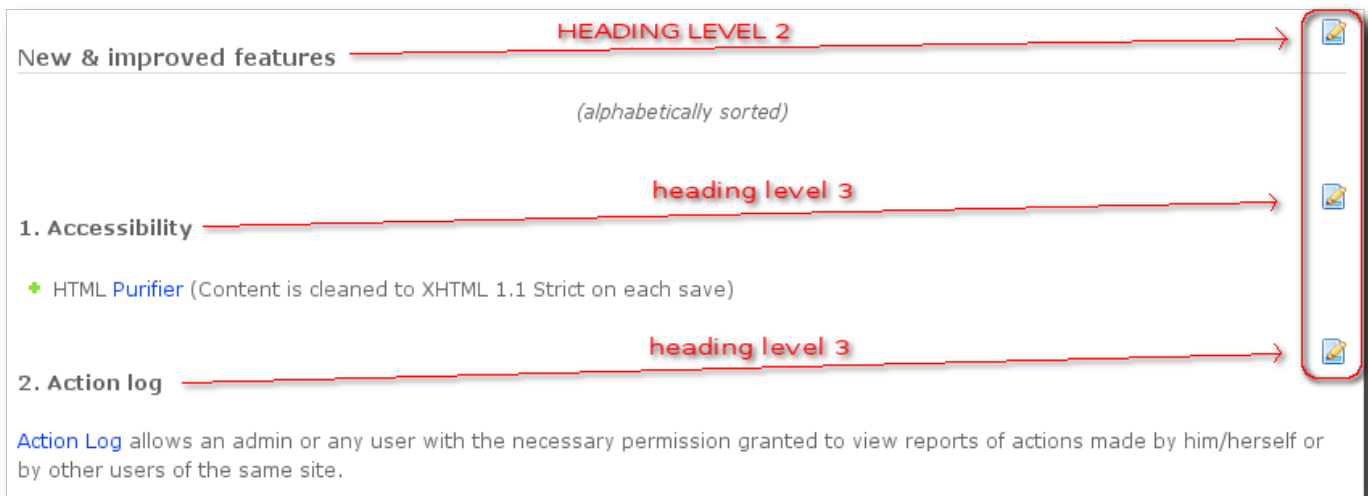 HEADING LEVEL 2
New & improved features
(alphabetically sorted)
heading level 3
1. Accessibility
HTML Purifier (Content is cleaned to XHTML 1.1 Strict on each save)
heading level 3
2. Action log
Action Log allows an admin or any user with the necessary permission granted to view reports of actions made by him/herself or
by other users of the same site.